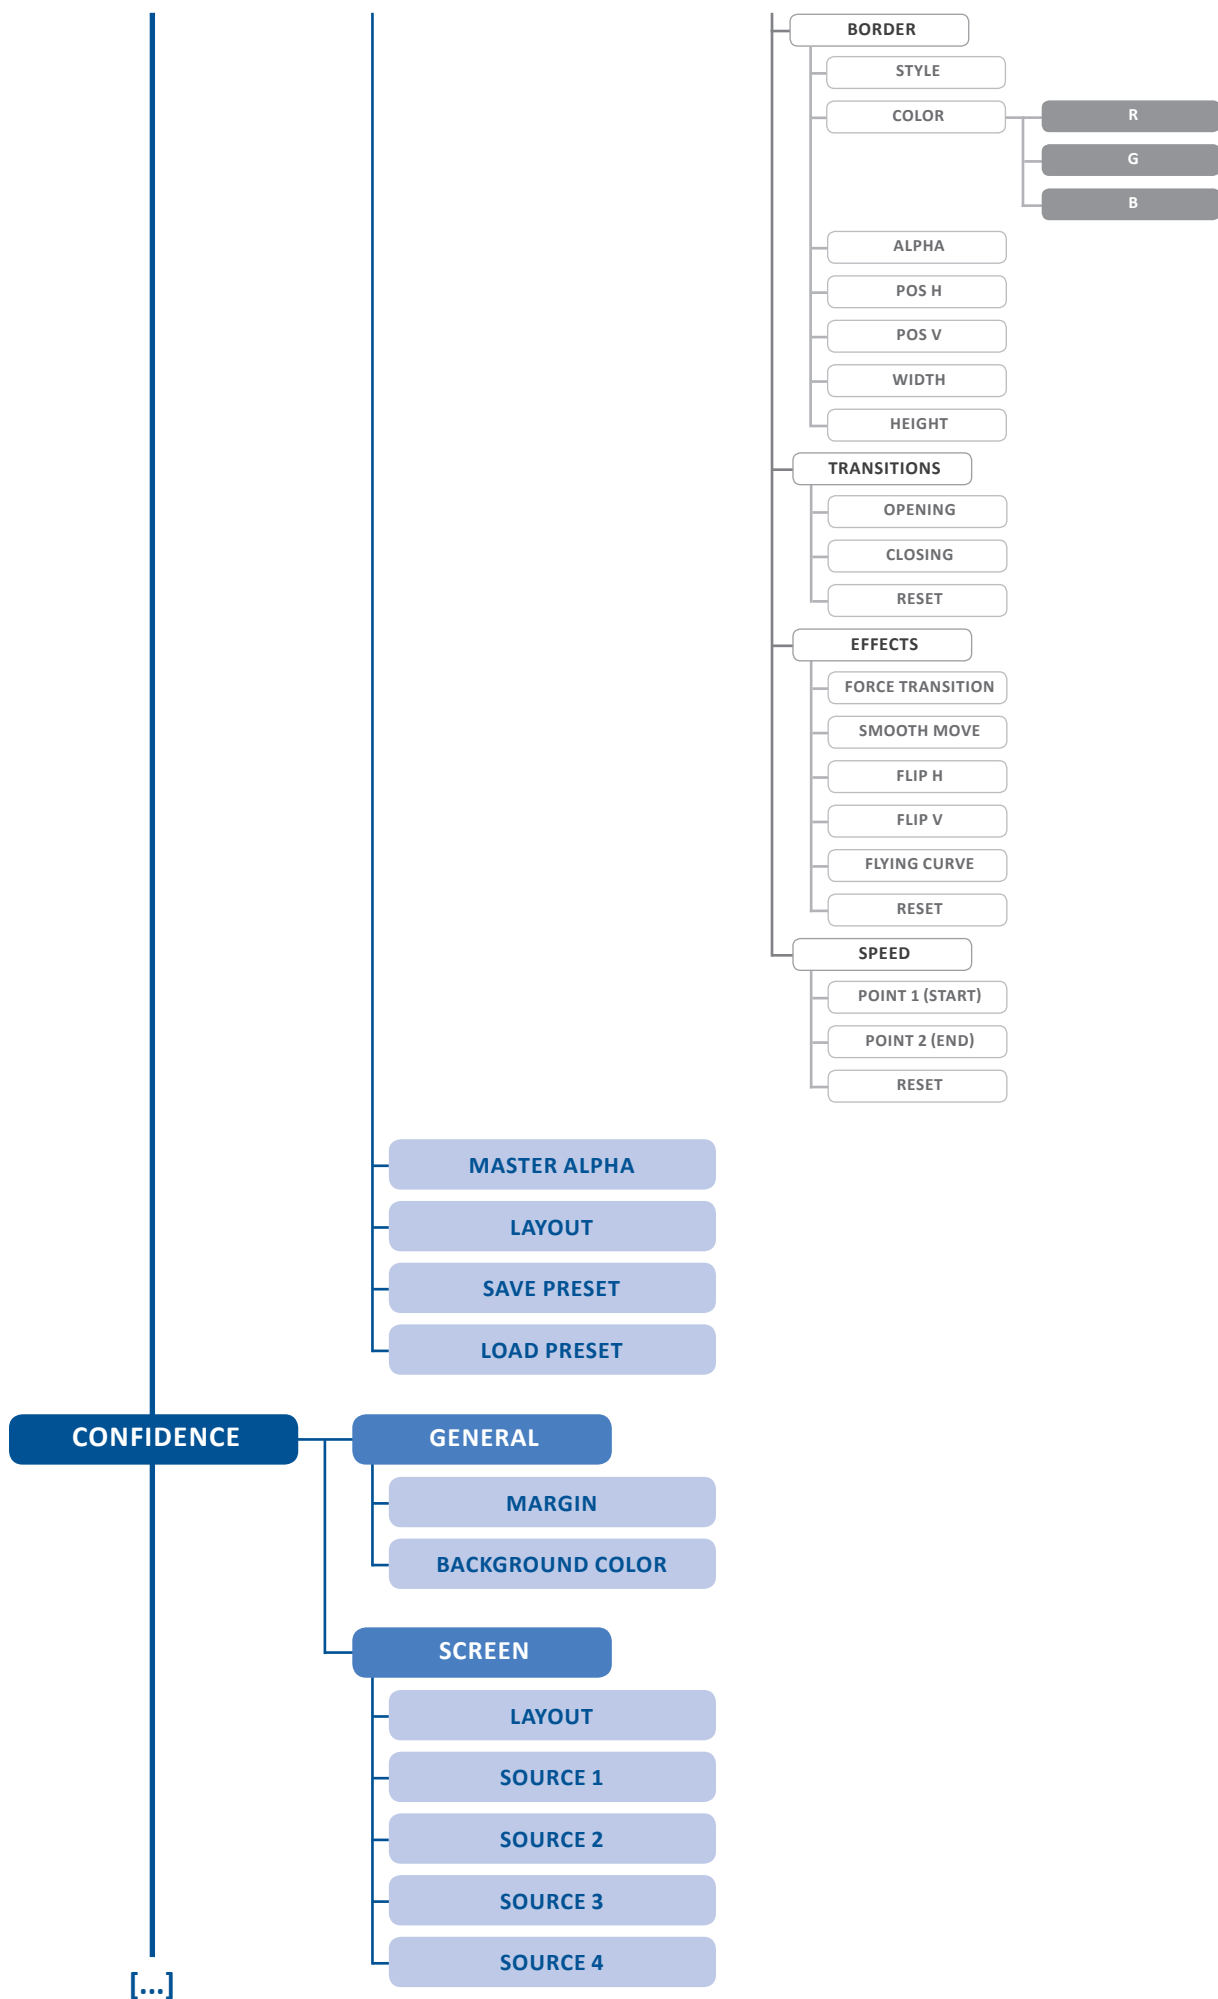 BORDER
STYLE
COLOR
R
G
B
ALPHA
POS H
POS V
WIDTH
HEIGHT
TRANSITIONS
OPENING
CLOSING
RESET
EFFECTS
FORCE TRANSITION
SMOOTH MOVE
FLIP H
FLIP V
FLYING CURVE
RESET
SPEED
POINT 1 (START)
POINT 2 (END)
RESET
MASTER ALPHA
LAYOUT
SAVE PRESET
LOAD PRESET
CONFIDENCE
GENERAL
MARGIN
BACKGROUND COLOR
SCREEN
LAYOUT
SOURCE 1
SOURCE 2
SOURCE 3
SOURCE 4
[...]